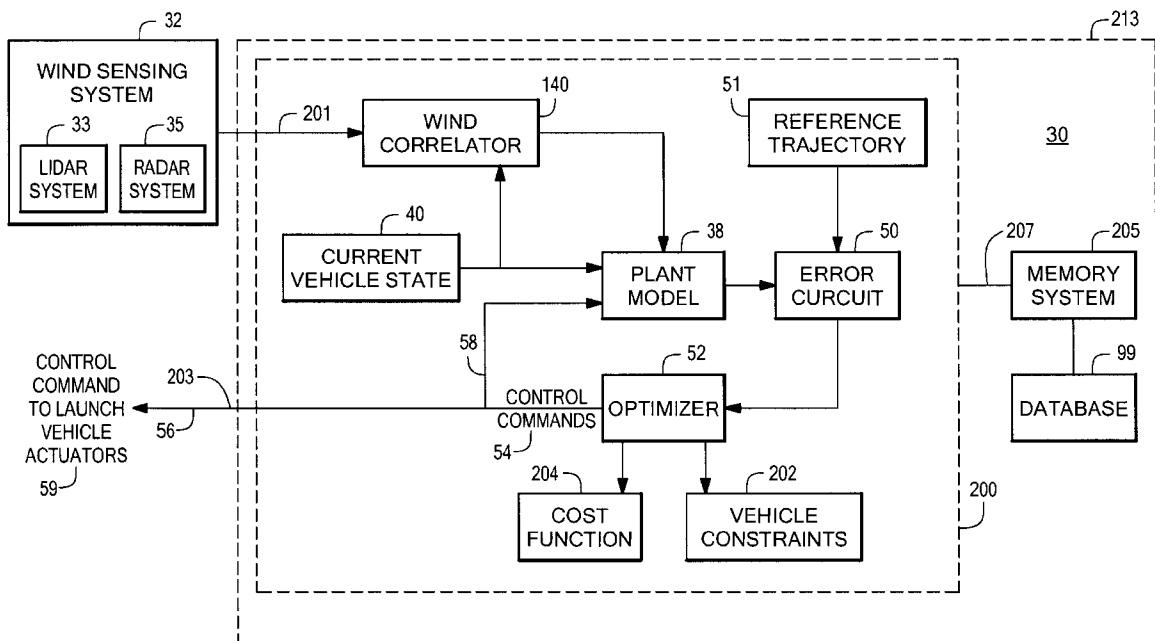 32
213
WIND SENSING
SYSTEM
33
35
LIDAR
SYSTEM
RADAR
SYSTEM
201
140
WIND
CORRELATOR
51
REFERENCE
TRAJECTORY
30
40
CURRENT
VEHICLE STATE
38
PLANT
MODEL
50
ERROR
CURCUIT
207
205
MEMORY
SYSTEM
99
DATABASE
58
52
OPTIMIZER
CONTROL
COMMANDS
54
203
56
CONTROL
COMMAND
TO LAUNCH
VEHICLE
ACTUATORS
59
204
COST
FUNCTION
202
VEHICLE
CONSTRAINTS
200